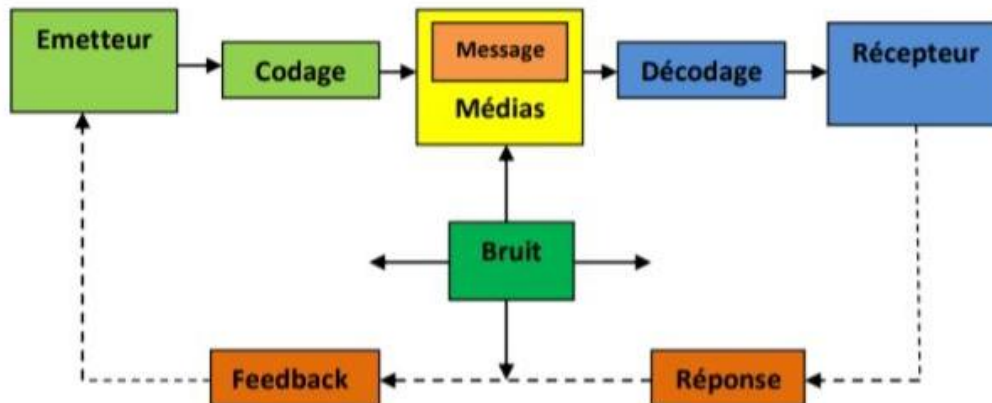 Emetteur
Codage
Message
Médias
Décodage
Récepteur
Bruit
Feedback
Réponse